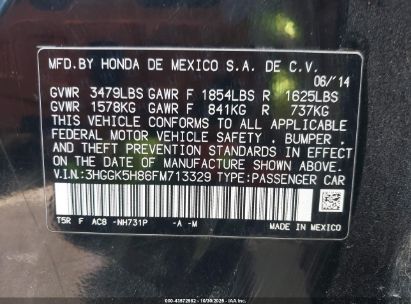 MFD.BY HONDA DE MEXICO S.A. DE C.V.
06/'14
GVWR 3479LBS GAWR F 1854LBS R 1625LBS
GVWR 1578KG GAWR F 841KG R 737KG
THIS VEHICLE CONFORMS TO ALL APPLICABLE
FEDERAL MOTOR VEHICLE SAFETY , BUMPER ,
AND THEFT PREVENTION STANDARDS IN EFFECT
ON THE DATE OF MANUFACTURE SHOWN ABOVE.
V.I.N.:3HGGK5H86FM713329 TYPE:PASSENGER CAR
T5R F AC8 -NH731P -A -M
MADE IN MEXICO